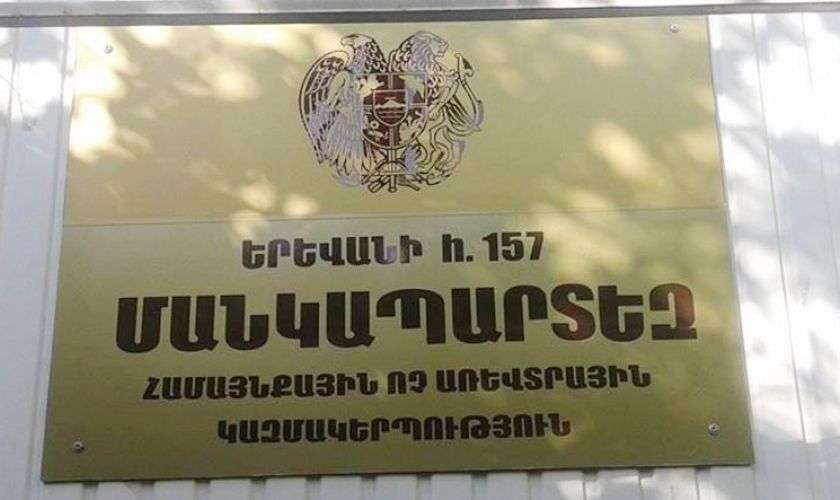 ԵՐԵՎԱՆԻ հ. 157
ՄԱՆԿԱՊԱՐՏԵԶ
ՀԱՄԱՅՆՔԱՅԻՆ ՈՉ ԱՌԵՎՏՐԱՅԻՆ
ԿԱԶՄԱԿԵՐՊՈՒԹՅՈՒՆ